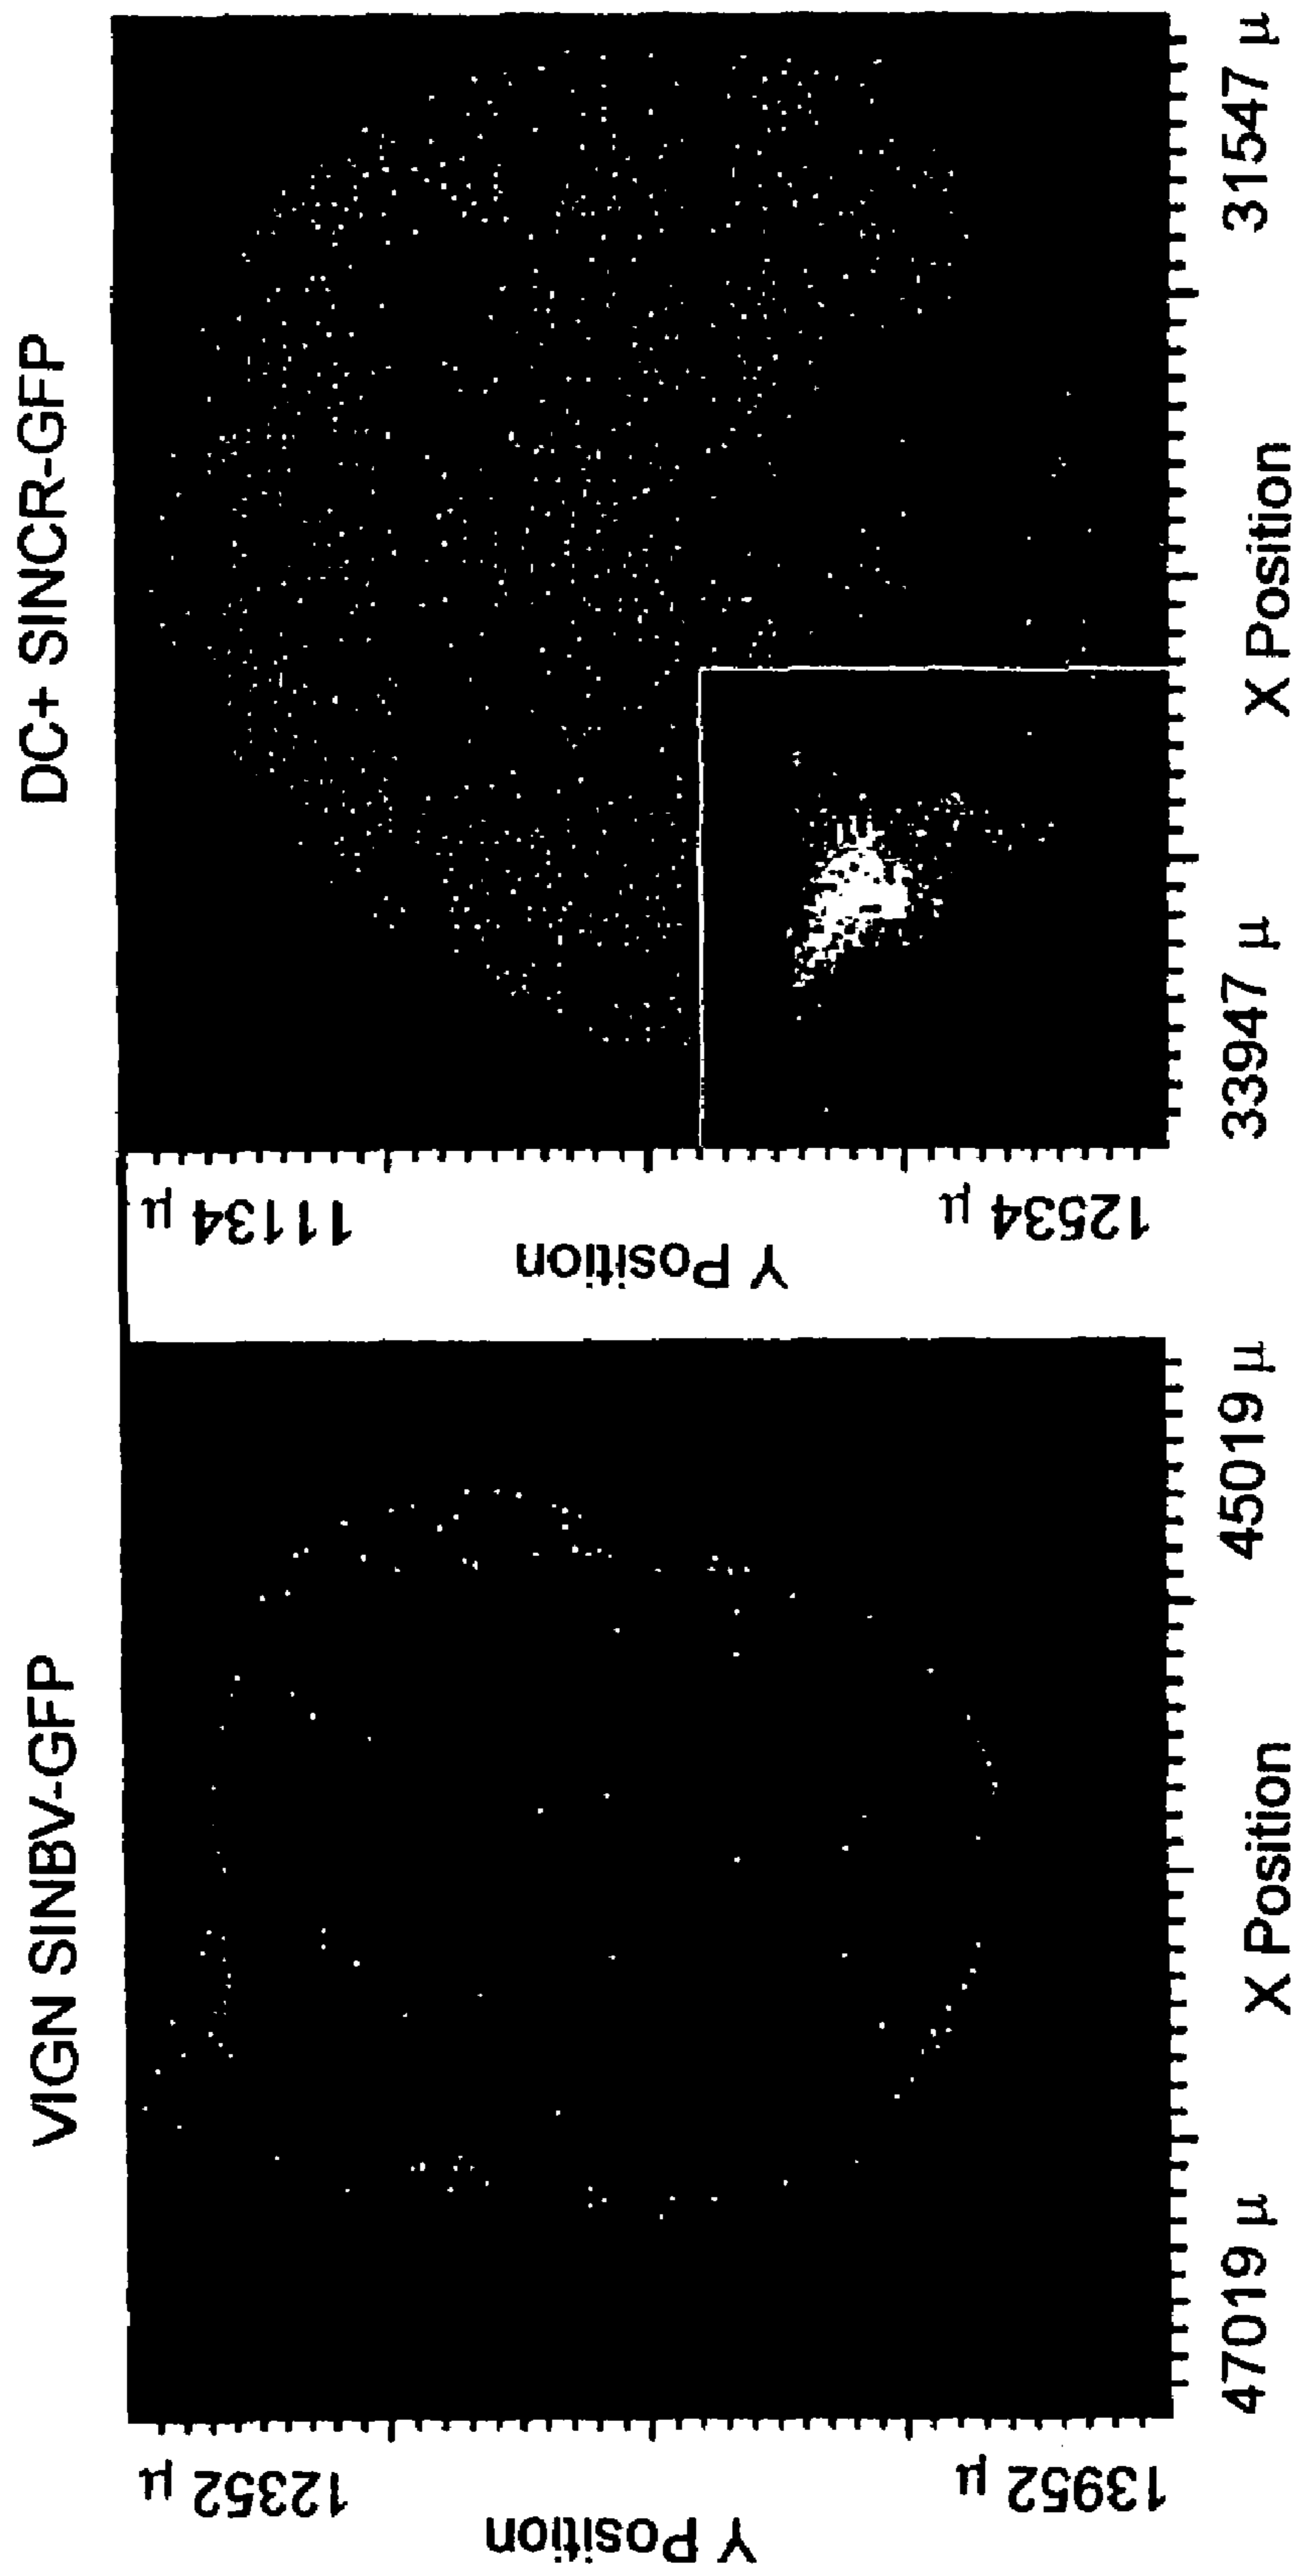 VIGN SINBV-GFP
12352 μ
Y Position
13952 μ
47019 μ
X Position
45019 μ
DC+ SINCR-GFP
11134 μ
Y Position
12534 μ
33947 μ
X Position
31547 μ